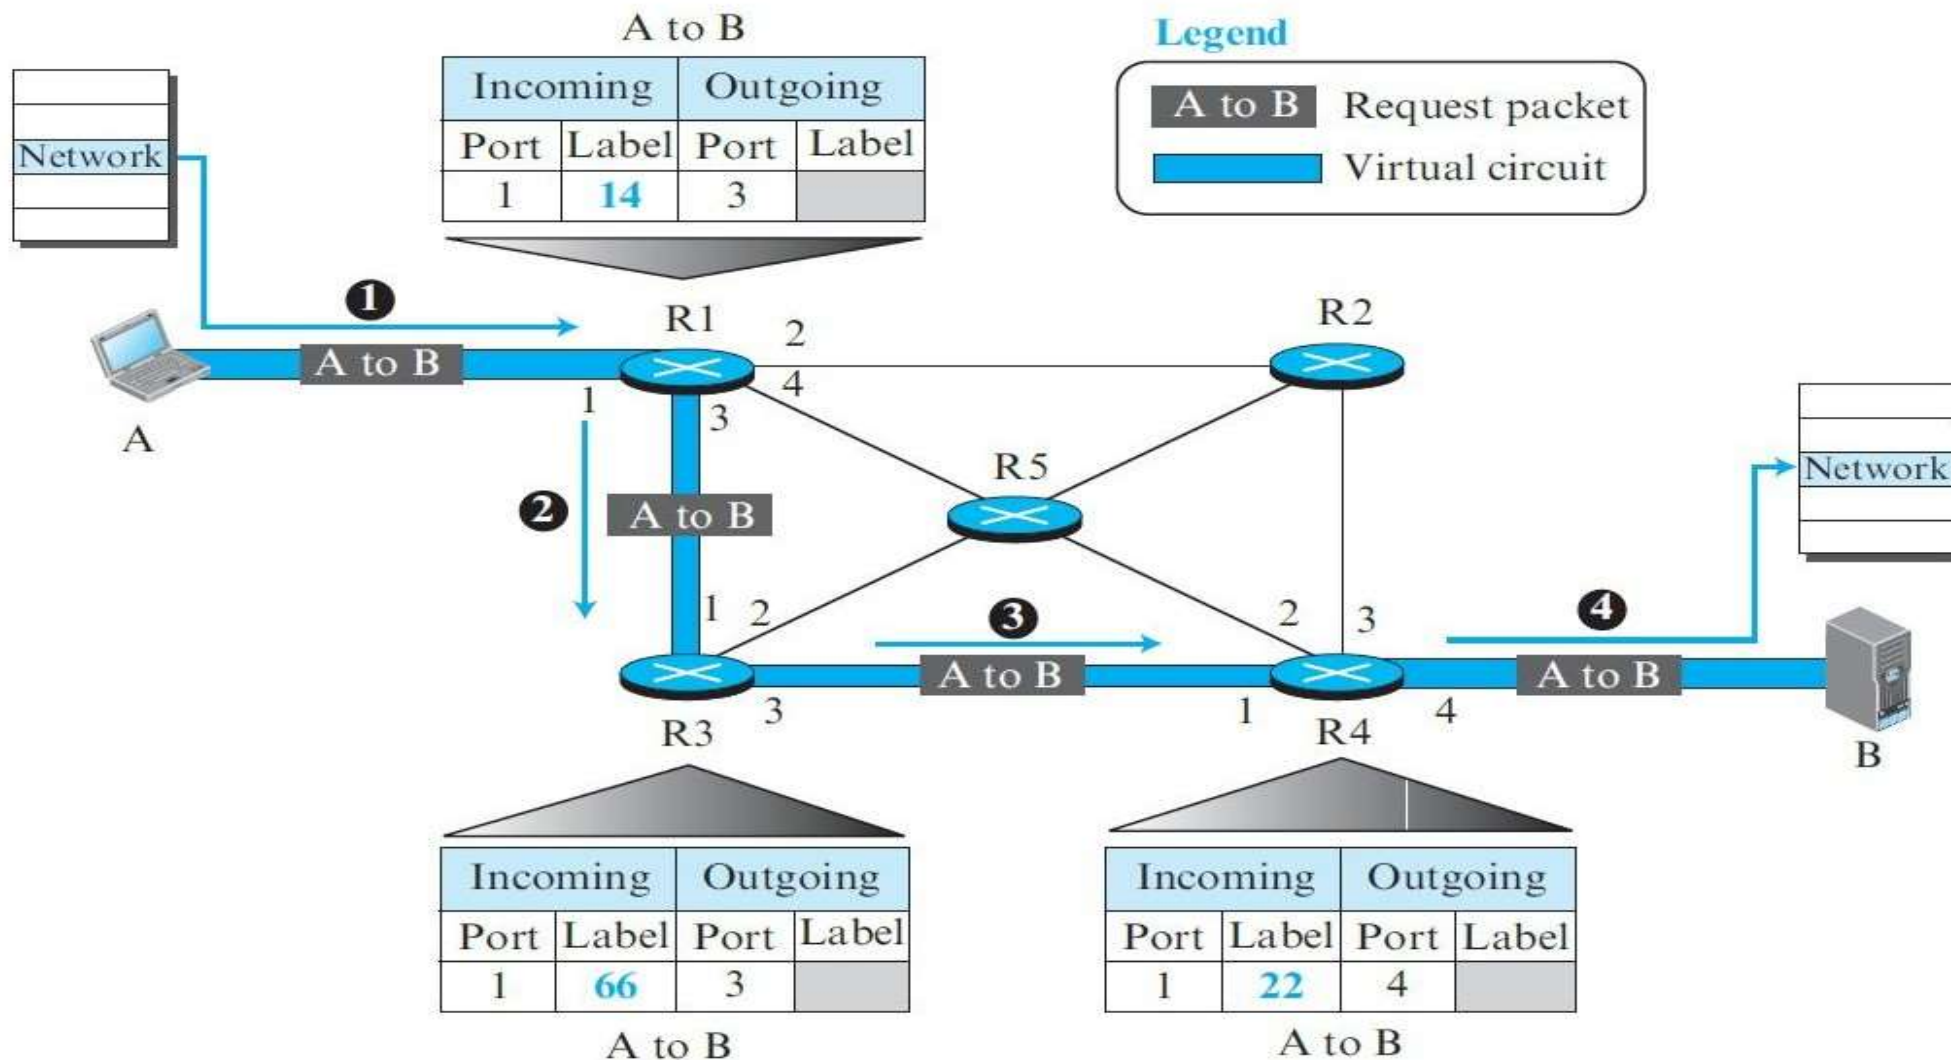 A to B
Incoming Outgoing
Port Label Port Label
1 14 3
Legend
A to B Request packet
Virtual circuit
Network
1
A to B
A
R1
1
2
4
3
R2
2
A to B
R5
Network
1
2
3
A to B
2
3
4
A to B
R3
3
1
R4
4
B
Incoming Outgoing
Port Label Port Label
1 66 3
A to B
Incoming Outgoing
Port Label Port Label
1 22 4
A to B